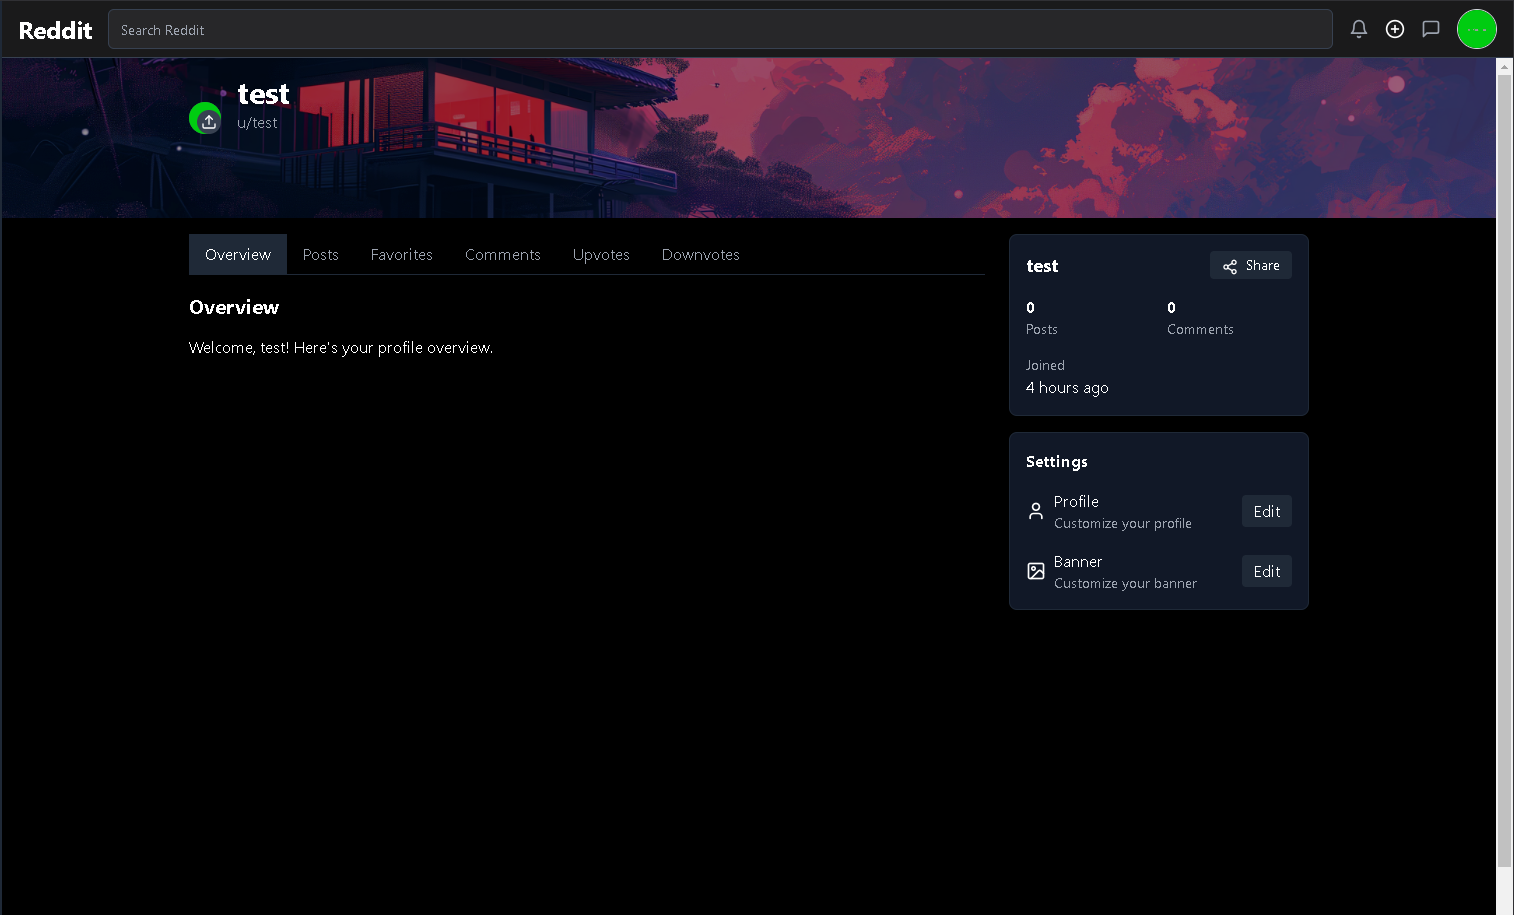 Reddit
Search Reddit
test
u/test
Overview Posts Favorites Comments Upvotes Downvotes
Overview
Welcome, test! Here's your profile overview.
test
Share
0 0
Posts Comments
Joined
4 hours ago
Settings
Profile
Customize your profile
Edit
Banner
Customize your banner
Edit